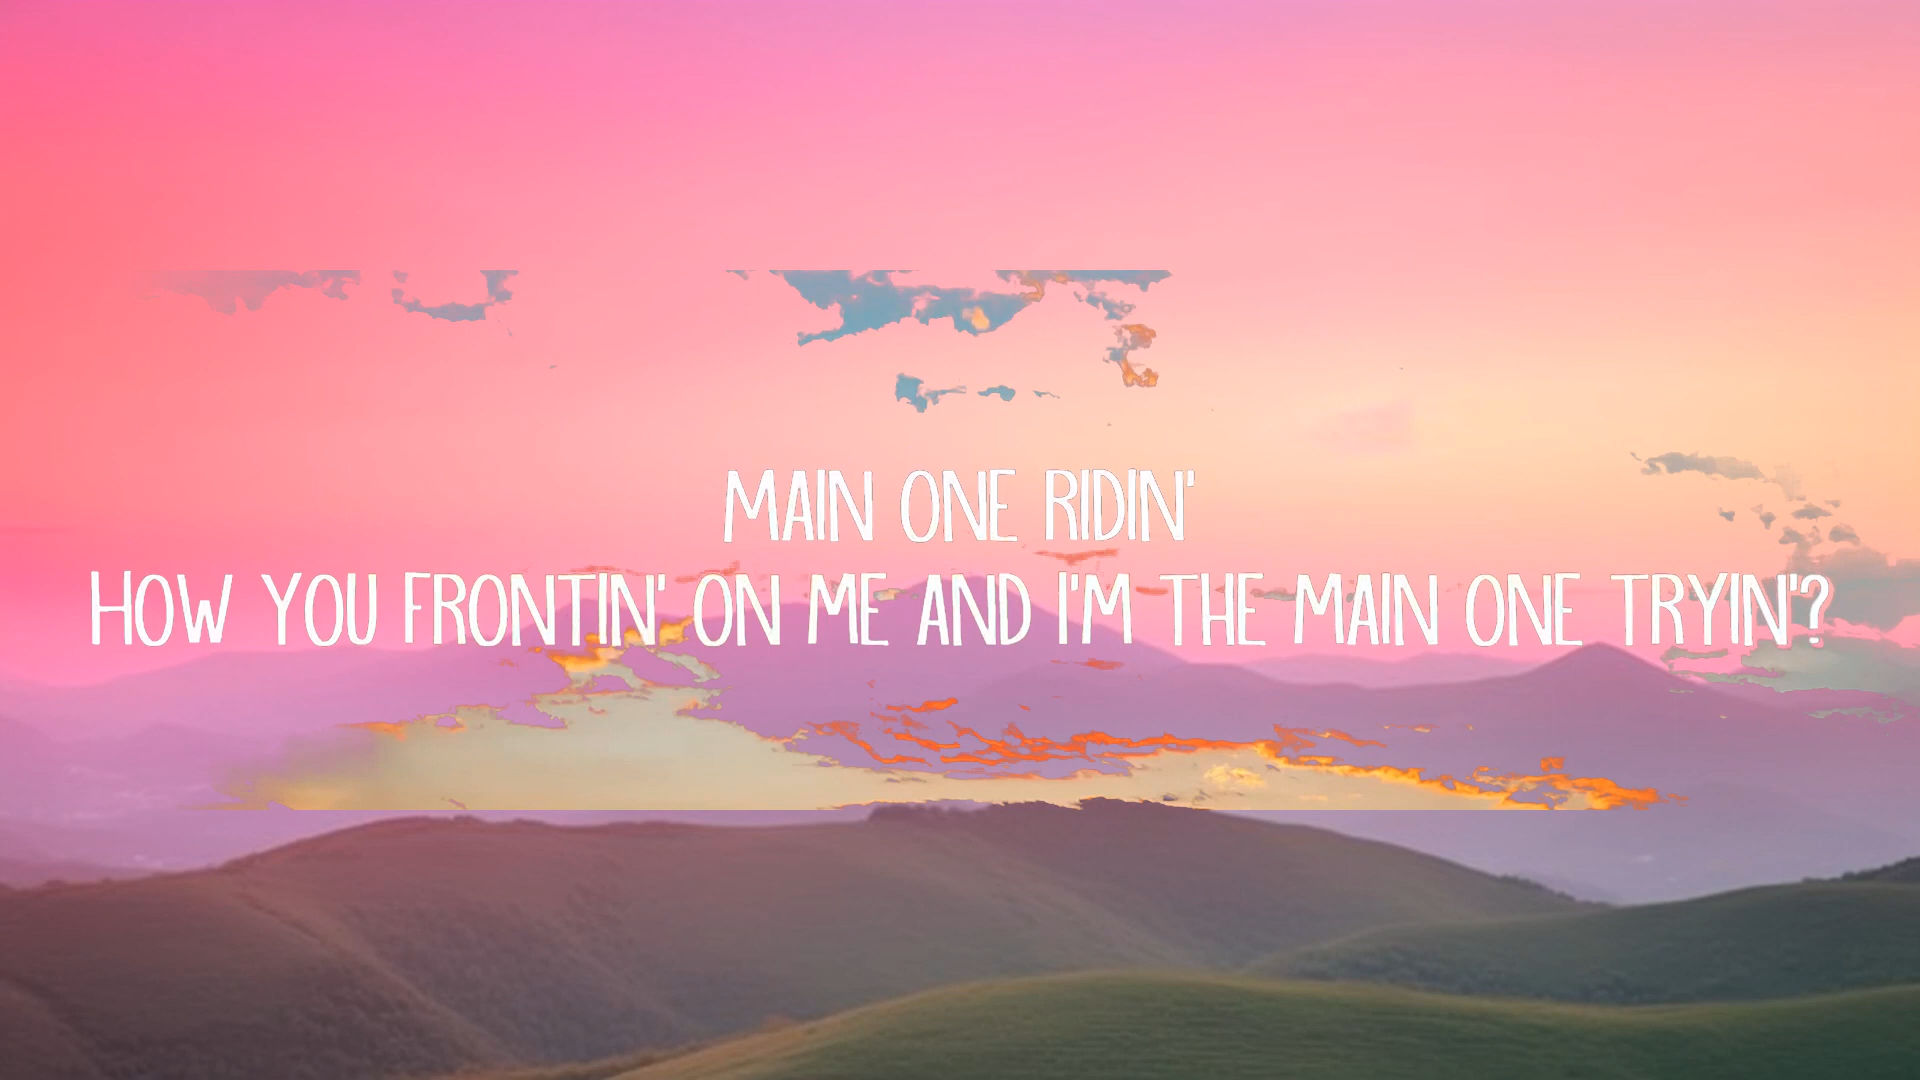 MAIN ONE RIDIN'
HOW YOU FRONTIN' ON ME AND I'M THE MAIN ONE TRYIN'?